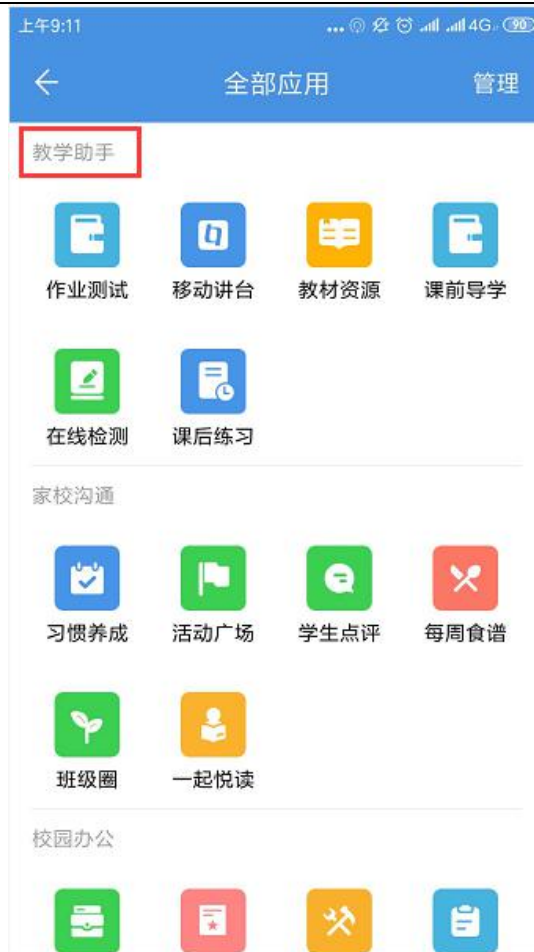 上午9:11 ... 4G 90
全部应用 管理
教学助手
作业测试 移动讲台 教材资源 课前导学
在线检测 课后练习
家校沟通
习惯养成 活动广场 学生点评 每周食谱
班级圈 一起悦读
校园办公